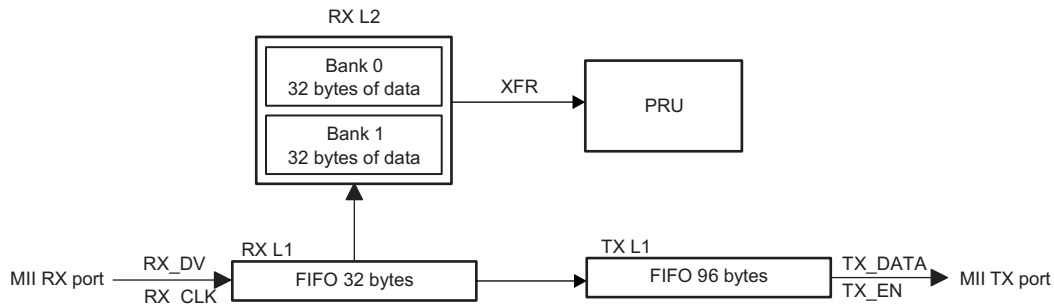 RX L2
Bank 0
32 bytes of data
XFR
PRU
Bank 1
32 bytes of data
RX L1
TX L1
MII RX port
RX_DV
RX_CLK
FIFO 32 bytes
FIFO 96 bytes
TX_DATA
TX_EN
MII TX port